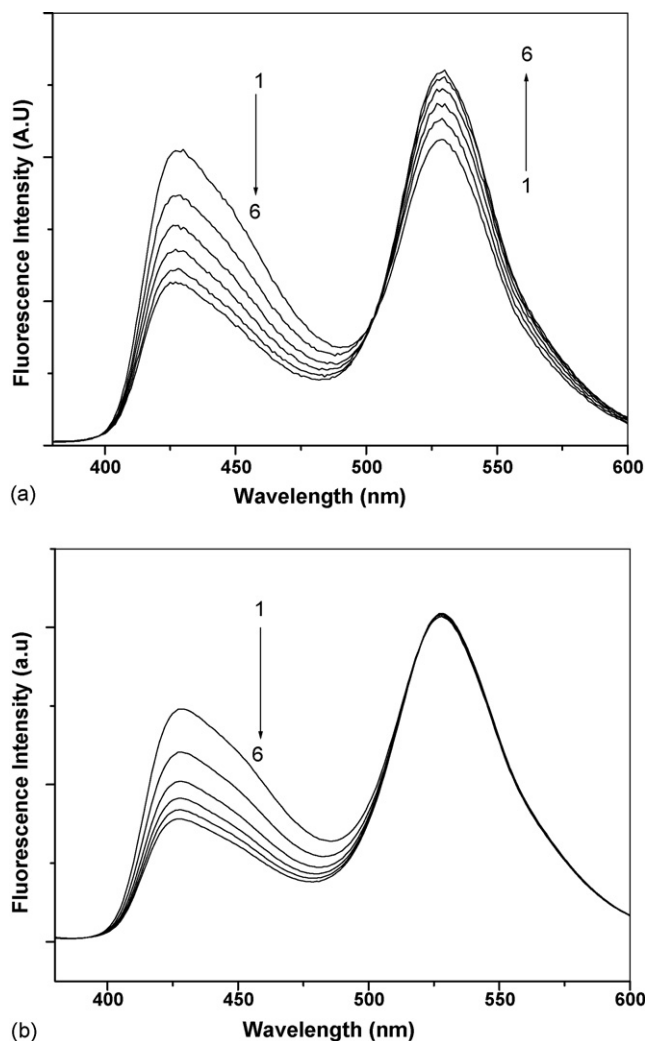 1
6
6
1
Fluorescence Intensity (A.U)
400 450 500 550 600
Wavelength (nm)
(a)
1
6
Fluorescence Intensity (a.u)
400 450 500 550 600
Wavelength (nm)
(b)